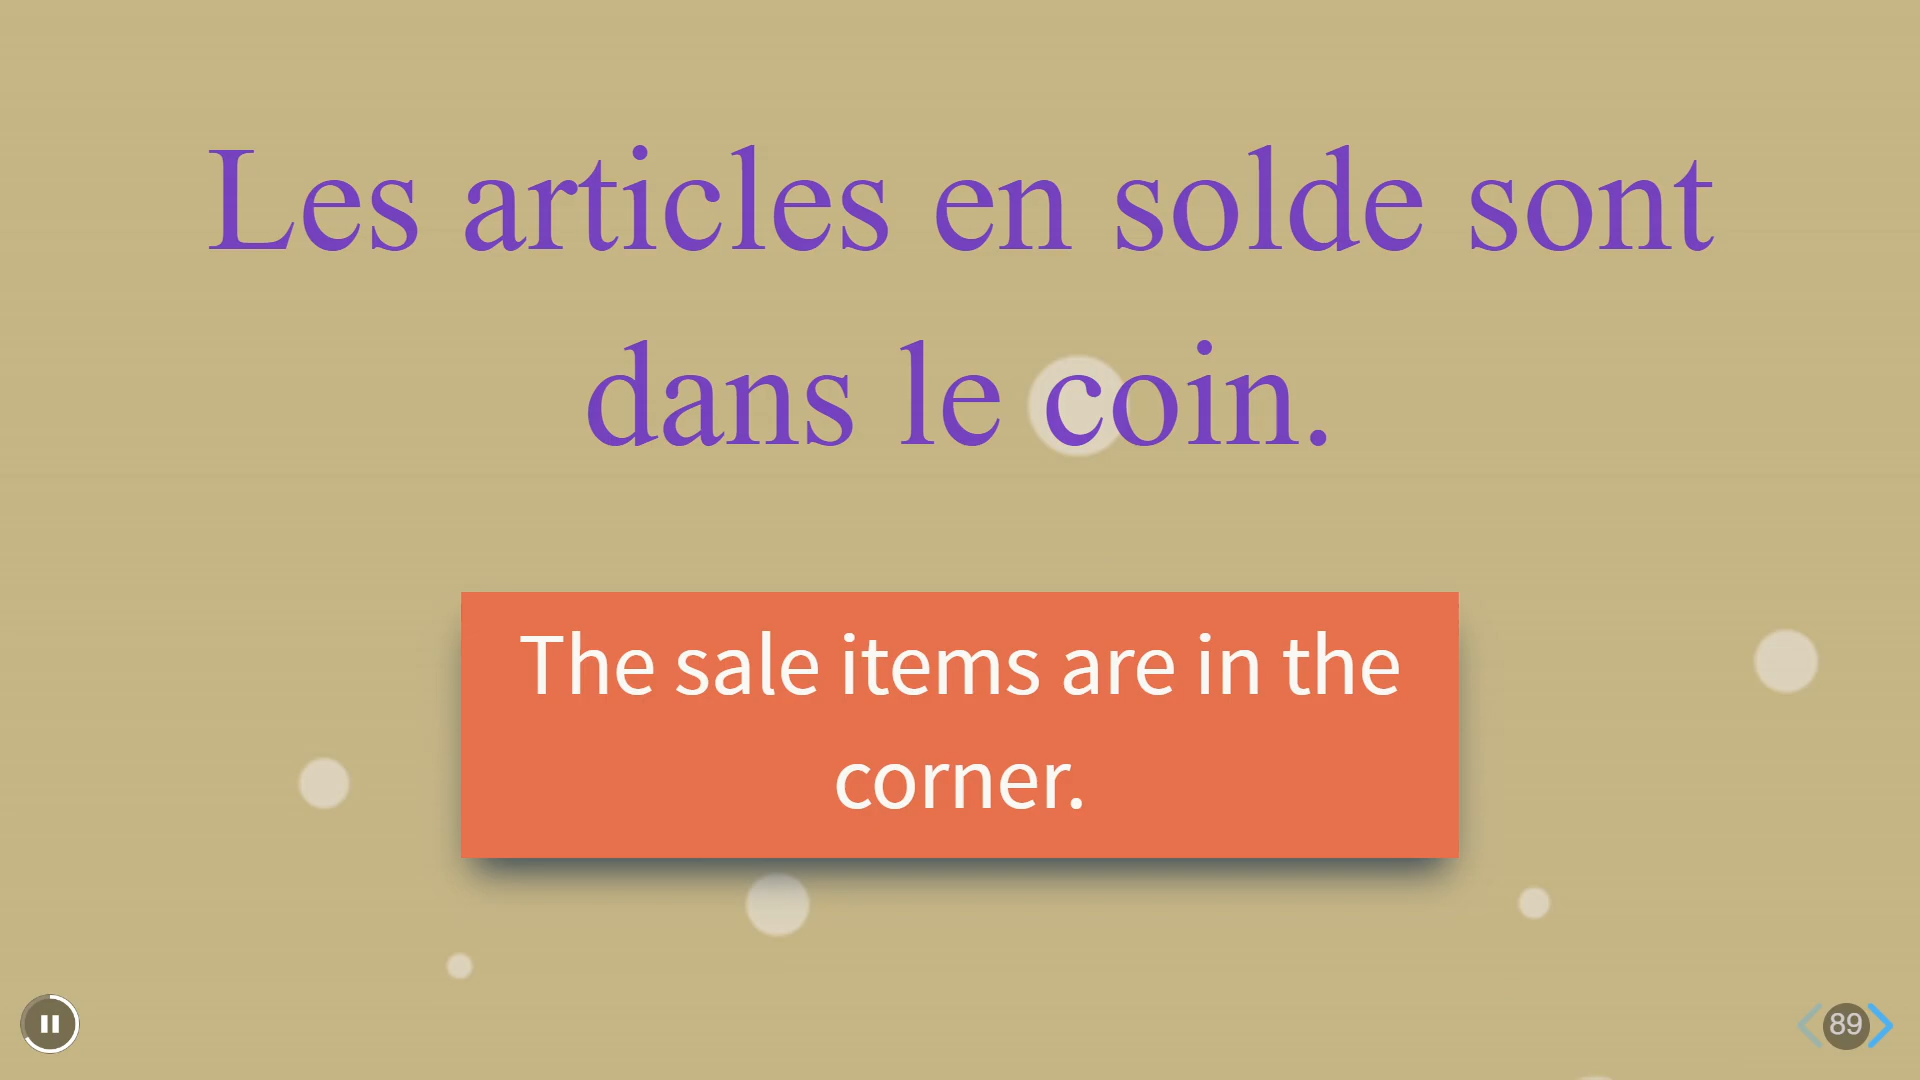 Les articles en solde sont
dans le coin.
The sale items are in the
corner.
89